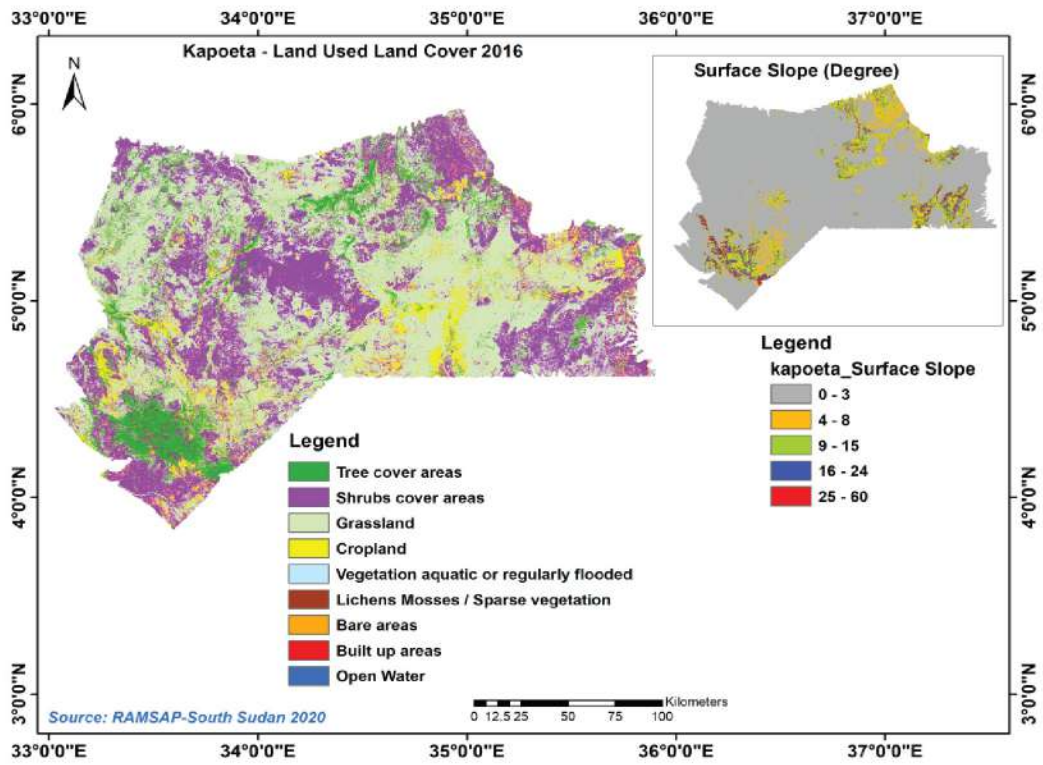 33°0'0"E 34°0'0"E 35°0'0"E 36°0'0"E 37°0'0"E
Kapoeta - Land Used Land Cover 2016
N
Surface Slope (Degree)
6°0'0"N 6°0'0"N
5°0'0"N 5°0'0"N
4°0'0"N 4°0'0"N
3°0'0"N 3°0'0"N
Legend
kapoeta_Surface Slope
0 - 3
4 - 8
9 - 15
16 - 24
25 - 60
Legend
Tree cover areas
Shrubs cover areas
Grassland
Cropland
Vegetation aquatic or regularly flooded
Lichens Mosses / Sparse vegetation
Bare areas
Built up areas
Open Water
Kilometers
0 12.5 25 50 75 100
Source: RAMSAP-South Sudan 2020
33°0'0"E 34°0'0"E 35°0'0"E 36°0'0"E 37°0'0"E